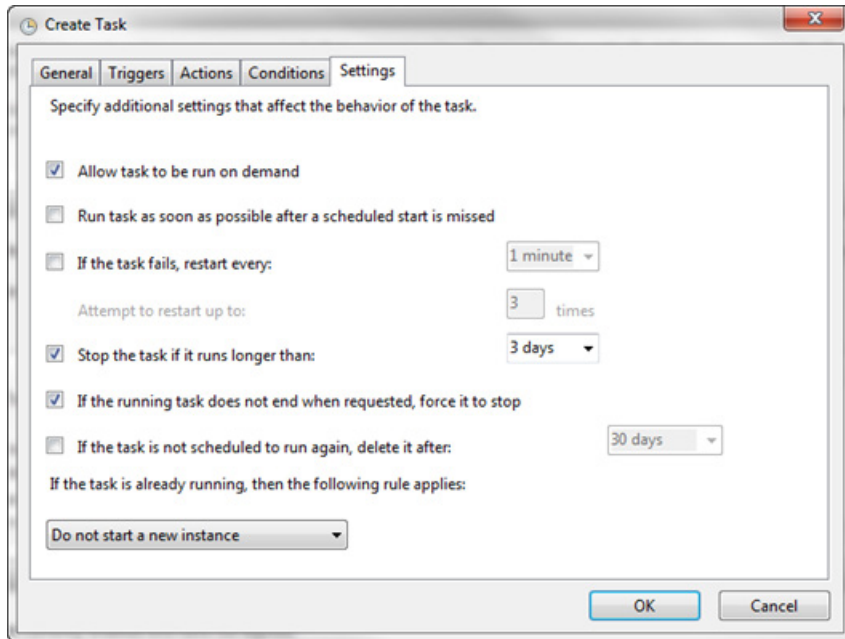 Create Task
General Triggers Actions Conditions Settings
Specify additional settings that affect the behavior of the task.
Allow task to be run on demand
Run task as soon as possible after a scheduled start is missed
If the task fails, restart every: 1 minute
Attempt to restart up to: 3 times
Stop the task if it runs longer than: 3 days
If the running task does not end when requested, force it to stop
If the task is not scheduled to run again, delete it after: 30 days
If the task is already running, then the following rule applies:
Do not start a new instance
OK Cancel